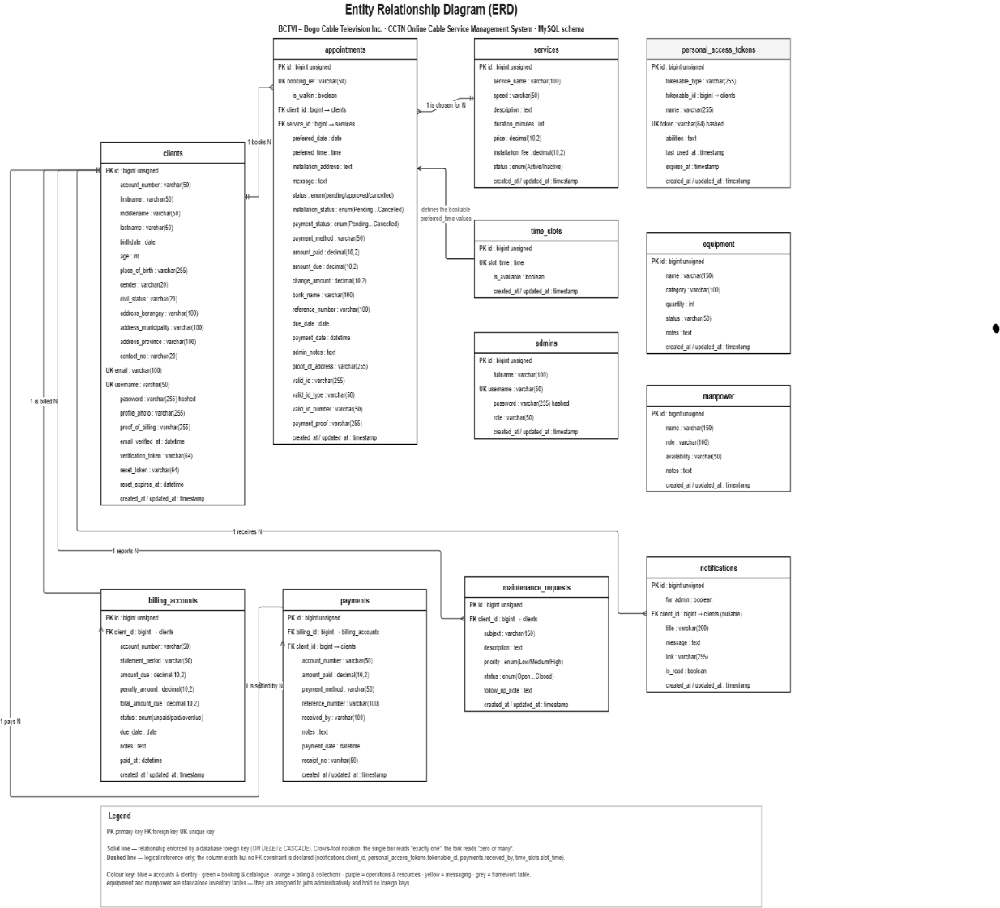 Entity Relationship Diagram (ERD)
BCTVI – Bogo Cable Television Inc. · CCTN Online Cable Service Management System · MySQL schema
appointments
PK id : bigint unsigned
UK booking_ref : varchar(50)
is_walkin : boolean
FK client_id : bigint → clients
FK service_id : bigint → services
preferred_date : date
preferred_time : time
installation_address : text
message : text
status : enum(pending/approved/cancelled)
installation_status : enum(Pending...Cancelled)
payment_status : enum(Pending...Cancelled)
payment_method : varchar(50)
amount_paid : decimal(10,2)
amount_due : decimal(10,2)
change_amount : decimal(10,2)
bank_name : varchar(100)
reference_number : varchar(100)
due_date : date
payment_date : datetime
admin_notes : text
proof_of_address : varchar(255)
valid_id : varchar(255)
valid_id_type : varchar(50)
valid_id_number : varchar(50)
payment_proof : varchar(255)
created_at / updated_at : timestamp
services
PK id : bigint unsigned
service_name : varchar(100)
speed : varchar(50)
description : text
duration_minutes : int
price : decimal(10,2)
installation_fee : decimal(10,2)
status : enum(Active/Inactive)
created_at / updated_at : timestamp
personal_access_tokens
PK id : bigint unsigned
tokenable_type : varchar(255)
tokenable_id : bigint → clients
name : varchar(255)
UK token : varchar(64) hashed
abilities : text
last_used_at : timestamp
expires_at : timestamp
created_at / updated_at : timestamp
1 is chosen for N
1 books N
clients
PK id : bigint unsigned
account_number : varchar(50)
firstname : varchar(50)
middlename : varchar(50)
lastname : varchar(50)
birthdate : date
age : int
place_of_birth : varchar(255)
gender : varchar(20)
civil_status : varchar(20)
address_barangay : varchar(100)
address_municipality : varchar(100)
address_province : varchar(100)
contact_no : varchar(20)
UK email : varchar(100)
UK username : varchar(50)
password : varchar(255) hashed
profile_photo : varchar(255)
proof_of_billing : varchar(255)
email_verified_at : datetime
verification_token : varchar(64)
reset_token : varchar(64)
reset_expires_at : datetime
created_at / updated_at : timestamp
defines the bookable
preferred_time values
time_slots
PK id : bigint unsigned
UK slot_time : time
is_available : boolean
created_at / updated_at : timestamp
equipment
PK id : bigint unsigned
name : varchar(150)
category : varchar(100)
quantity : int
status : varchar(50)
notes : text
created_at / updated_at : timestamp
admins
PK id : bigint unsigned
fullname : varchar(100)
UK username : varchar(50)
password : varchar(255) hashed
role : varchar(50)
created_at / updated_at : timestamp
manpower
PK id : bigint unsigned
name : varchar(150)
role : varchar(100)
availability : varchar(50)
notes : text
created_at / updated_at : timestamp
1 is billed N
1 receives N
1 reports N
billing_accounts
PK id : bigint unsigned
FK client_id : bigint → clients
account_number : varchar(50)
statement_period : varchar(50)
amount_due : decimal(10,2)
penalty_amount : decimal(10,2)
total_amount_due : decimal(10,2)
status : enum(unpaid/paid/overdue)
due_date : date
notes : text
paid_at : datetime
created_at / updated_at : timestamp
1 is settled by N
payments
PK id : bigint unsigned
FK billing_id : bigint → billing_accounts
FK client_id : bigint → clients
account_number : varchar(50)
amount_paid : decimal(10,2)
payment_method : varchar(50)
reference_number : varchar(100)
received_by : varchar(100)
notes : text
payment_date : datetime
receipt_no : varchar(50)
created_at / updated_at : timestamp
maintenance_requests
PK id : bigint unsigned
FK client_id : bigint → clients
subject : varchar(150)
description : text
priority : enum(Low/Medium/High)
status : enum(Open...Closed)
follow_up_note : text
created_at / updated_at : timestamp
notifications
PK id : bigint unsigned
for_admin : boolean
FK client_id : bigint → clients (nullable)
title : varchar(200)
message : text
link : varchar(255)
is_read : boolean
created_at / updated_at : timestamp
1 pays N
Legend
PK primary key FK foreign key UK unique key
Solid line — relationship enforced by a database foreign key (ON DELETE CASCADE). Crow's-foot notation: the single bar reads "exactly one", the fork reads "zero or many".
Dashed line — logical reference only; the column exists but no FK constraint is declared (notifications.client_id, personal_access_tokens.tokenable_id, payments.received_by, time_slots.slot_time).
Colour key: blue = accounts & identity · green = booking & catalogue · orange = billing & collections · purple = operations & resources · yellow = messaging · grey = framework table.
equipment and manpower are standalone inventory tables — they are assigned to jobs administratively and hold no foreign keys.